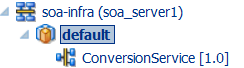 soa-infra (soa_server1)
default
ConversionService [1.0]